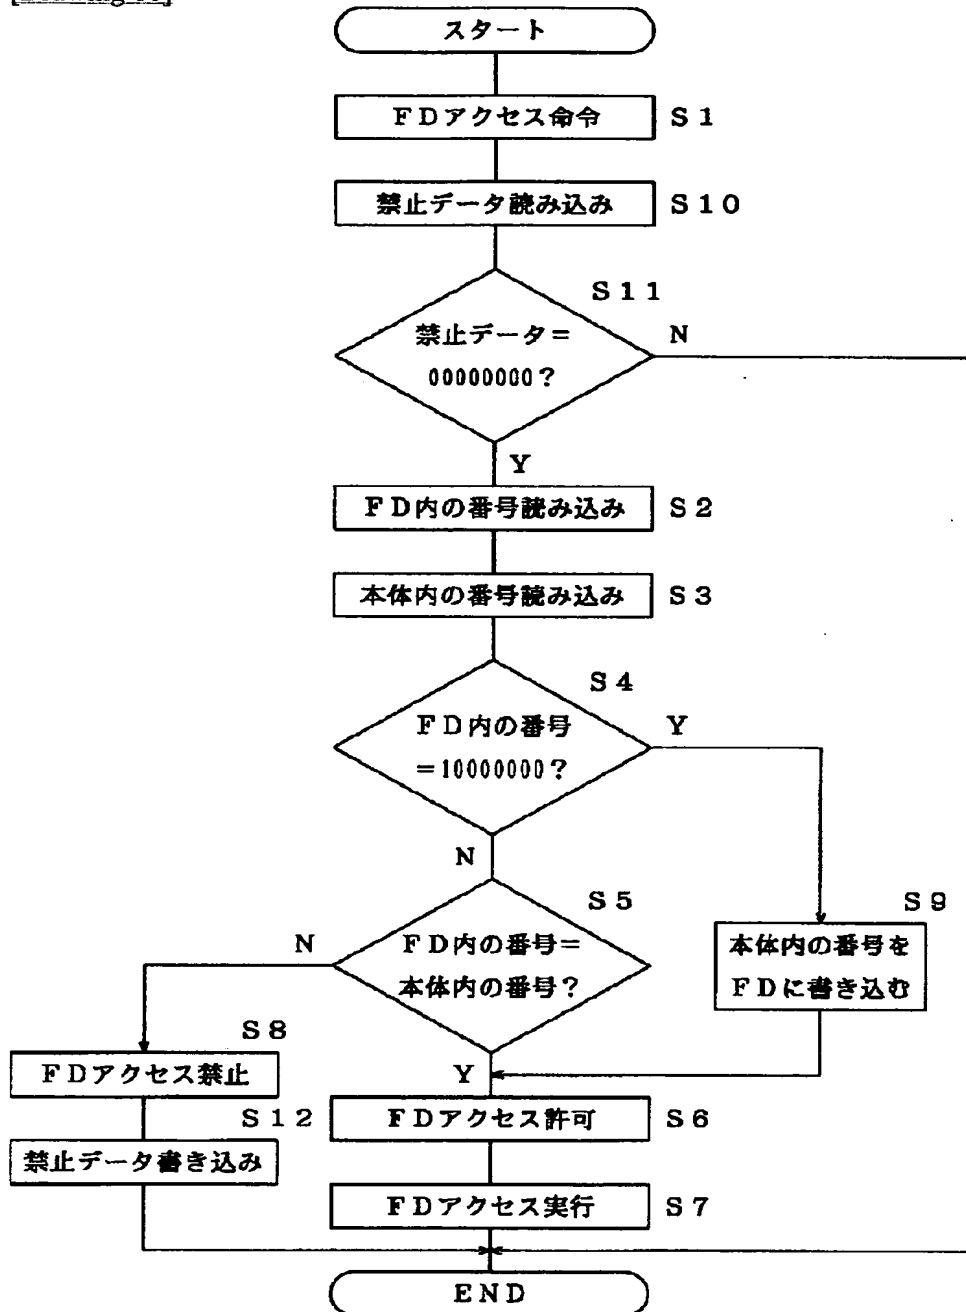 スタート
FDアクセス命令
S1
禁止データ読み込み
S10
S11
禁止データ=
00000000?
N
Y
FD内の番号読み込み
S2
本体内の番号読み込み
S3
S4
FD内の番号
=10000000?
Y
N
S5
FD内の番号=
本体内の番号?
N
S9
本体内の番号を
FDに書き込む
S8
FDアクセス禁止
Y
S12
禁止データ書き込み
FDアクセス許可
S6
FDアクセス実行
S7
END